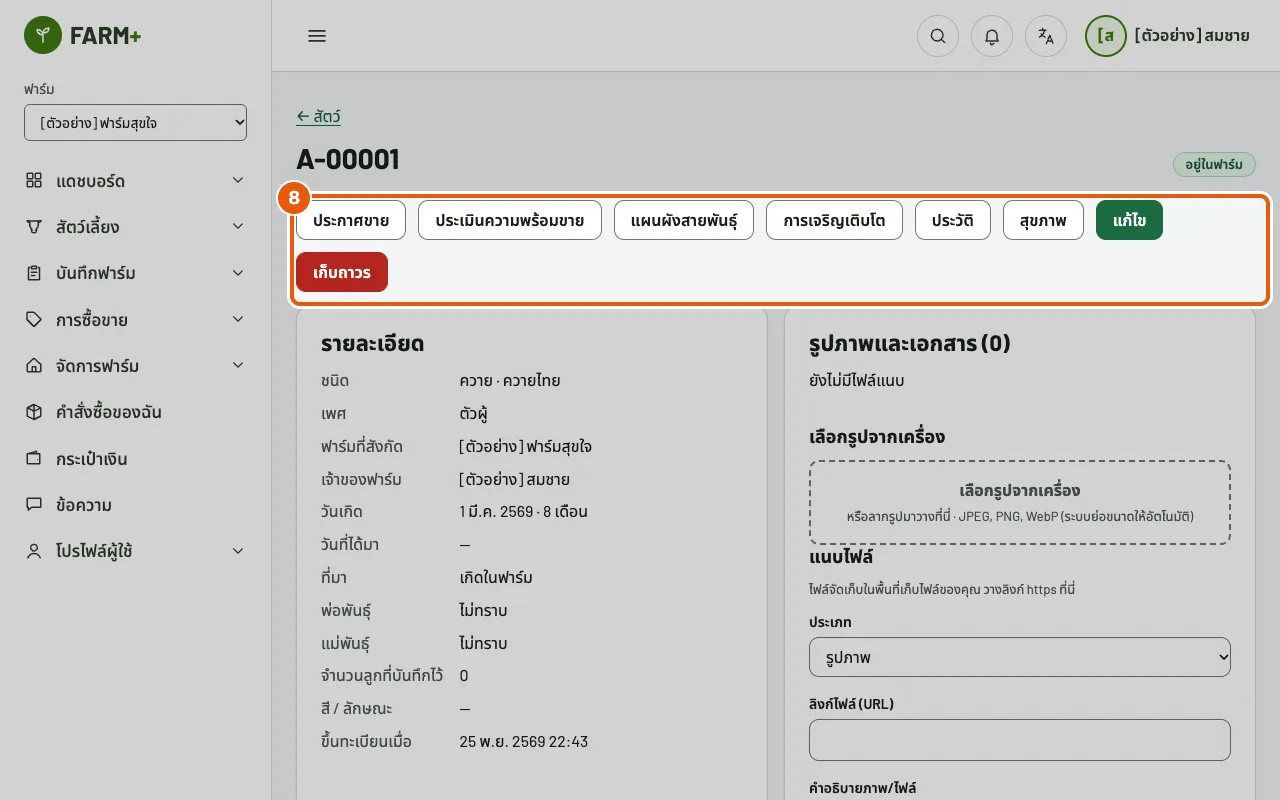 FARM+
[ส
[ตัวอย่าง]สมชาย
ฟาร์ม
[ตัวอย่าง]ฟาร์มสุขใจ
แดชบอร์ด
สัตว์เลี้ยง
บันทึกฟาร์ม
การซื้อขาย
จัดการฟาร์ม
คำสั่งซื้อของฉัน
กระเป๋าเงิน
ข้อความ
โปรไฟล์ผู้ใช้
← สัตว์
A-00001
อยู่ในฟาร์ม
8
ประกาศขาย
ประเมินความพร้อมขาย
แผนผังสายพันธุ์
การเจริญเติบโต
ประวัติ
สุขภาพ
แก้ไข
เก็บถาวร
รายละเอียด
ชนิด ควาย · ควายไทย
เพศ ตัวผู้
ฟาร์มที่สังกัด [ตัวอย่าง]ฟาร์มสุขใจ
เจ้าของฟาร์ม [ตัวอย่าง]สมชาย
วันเกิด 1 มี.ค. 2569 · 8 เดือน
วันที่ได้มา —
ที่มา เกิดในฟาร์ม
พ่อพันธุ์ ไม่ทราบ
แม่พันธุ์ ไม่ทราบ
จำนวนลูกที่บันทึกไว้ 0
สี / ลักษณะ —
ขึ้นทะเบียนเมื่อ 25 พ.ย. 2569 22:43
รูปภาพและเอกสาร (0)
ยังไม่มีไฟล์แนบ
เลือกรูปจากเครื่อง
เลือกรูปจากเครื่อง
หรือลากรูปมาวางที่นี่ · JPEG, PNG, WebP (ระบบย่อขนาดให้อัตโนมัติ)
แนบไฟล์
ไฟล์จัดเก็บในพื้นที่เก็บไฟล์ของคุณ วางลิงก์ https ที่นี่
ประเภท
รูปภาพ
ลิงก์ไฟล์ (URL)
คำอธิบายภาพ/ไฟล์